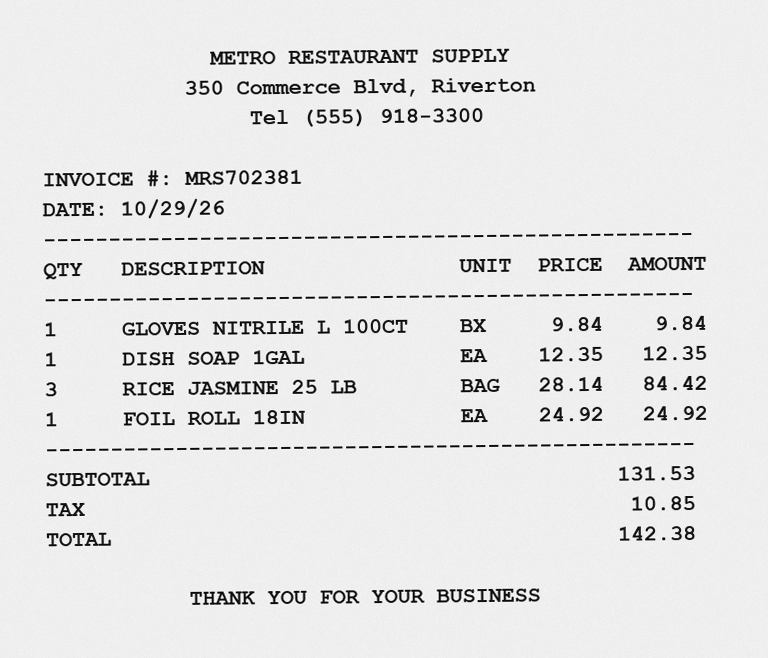 METRO RESTAURANT SUPPLY
350 Commerce Blvd, Riverton
Tel (555) 918-3300
INVOICE #: MRS702381
DATE: 10/29/26
--------------------------------------------------
QTY DESCRIPTION UNIT PRICE AMOUNT
--------------------------------------------------
1 GLOVES NITRILE L 100CT BX 9.84 9.84
1 DISH SOAP 1GAL EA 12.35 12.35
3 RICE JASMINE 25 LB BAG 28.14 84.42
1 FOIL ROLL 18IN EA 24.92 24.92
--------------------------------------------------
SUBTOTAL 131.53
TAX 10.85
TOTAL 142.38
THANK YOU FOR YOUR BUSINESS